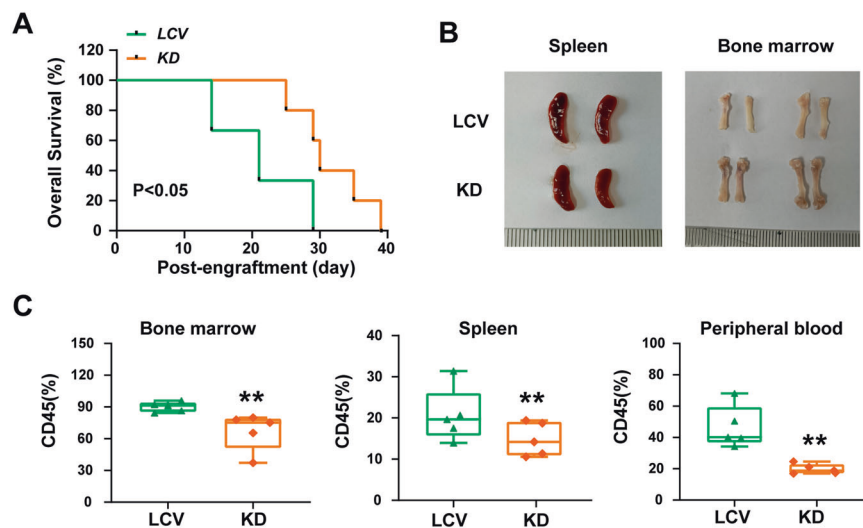 A
LCV
KD
Overall Survival (%)
120
100
80
60
40
20
0
P<0.05
0 10 20 30 40
Post-engraftment (day)
B
Spleen Bone marrow
LCV
KD
C
Bone marrow
CD45(%)
150
120
90
60
30
0
**
LCV KD
Spleen
CD45(%)
40
30
20
10
0
**
LCV KD
Peripheral blood
CD45(%)
100
80
60
40
20
0
**
LCV KD